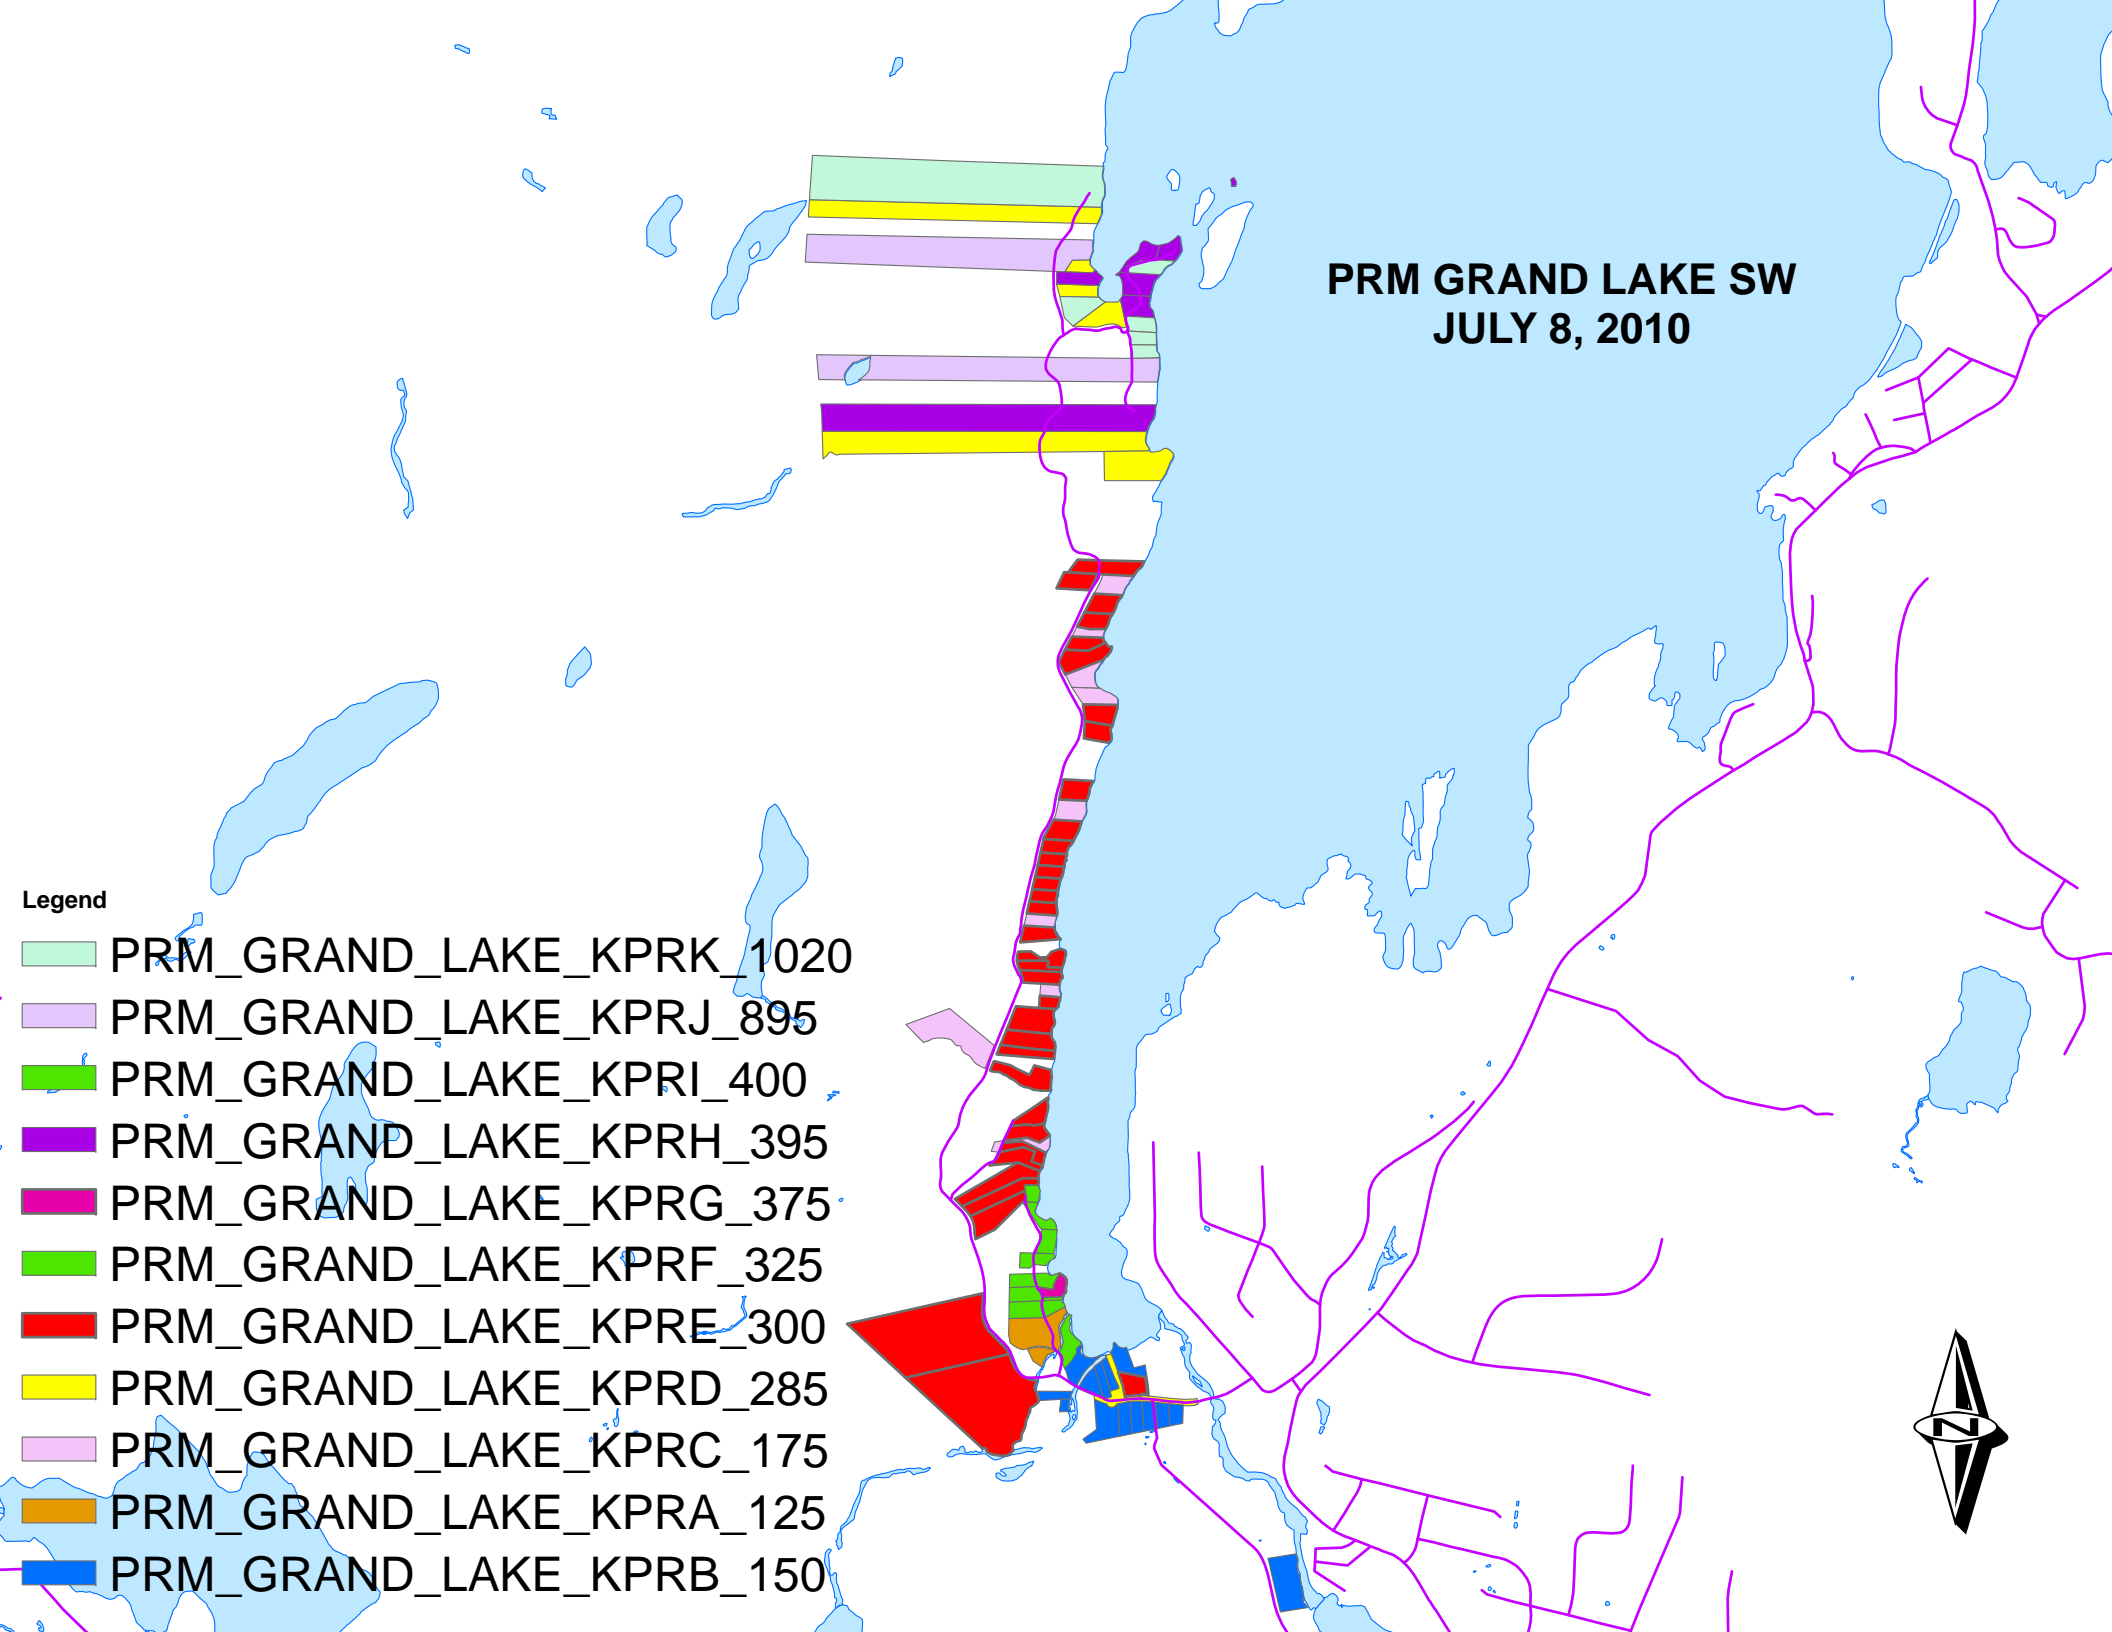 PRM GRAND LAKE SW
JULY 8, 2010
Legend
PRM_GRAND_LAKE_KPRK_1020
PRM_GRAND_LAKE_KPRJ_895
PRM_GRAND_LAKE_KPRI_400
PRM_GRAND_LAKE_KPRH_395
PRM_GRAND_LAKE_KPRG_375
PRM_GRAND_LAKE_KPRF_325
PRM_GRAND_LAKE_KPRE_300
PRM_GRAND_LAKE_KPRD_285
PRM_GRAND_LAKE_KPRC_175
PRM_GRAND_LAKE_KPRA_125
PRM_GRAND_LAKE_KPRB_150
N